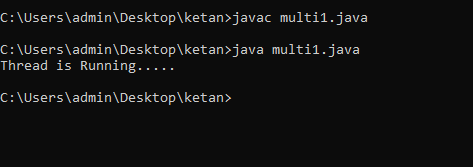 C:\Users\admin\Desktop\ketan>javac multi1.java
C:\Users\admin\Desktop\ketan>java multi1.java
Thread is Running.....
C:\Users\admin\Desktop\ketan>